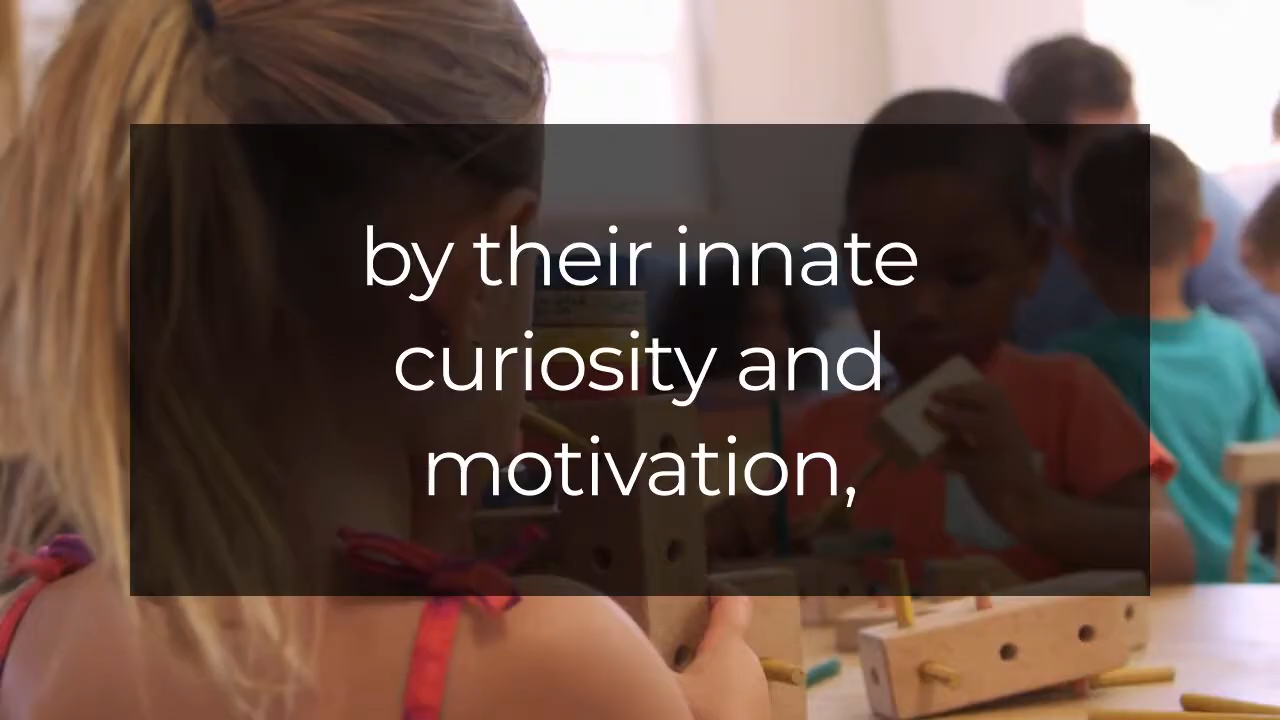 by their innate
curiosity and
motivation,